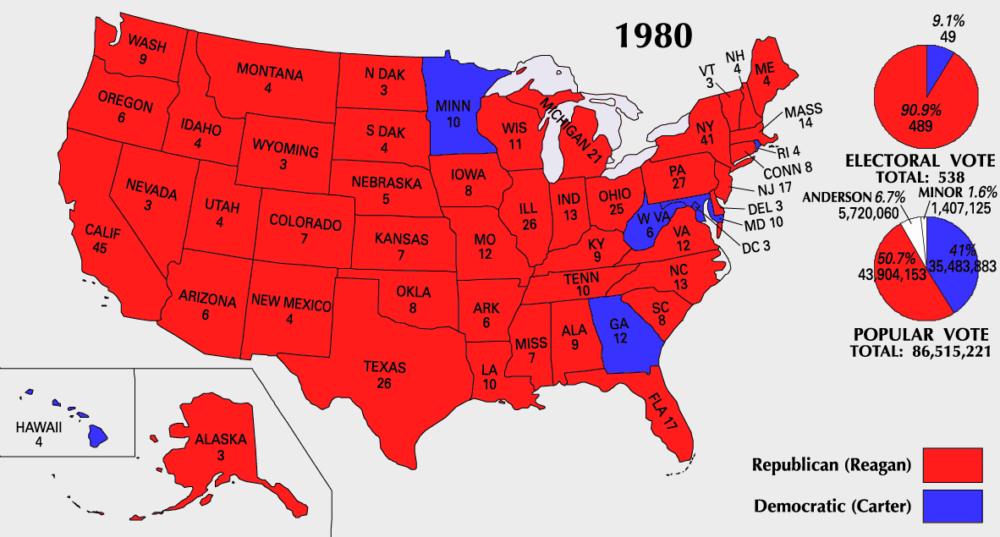 1980
WASH
9
OREGON
6
CALIF
45
NEVADA
3
IDAHO
4
MONTANA
4
WYOMING
3
UTAH
4
ARIZONA
6
COLORADO
7
NEW MEXICO
4
N DAK
3
S DAK
4
NEBRASKA
5
KANSAS
7
OKLA
8
TEXAS
26
MINN
10
IOWA
8
MO
12
ARK
6
LA
10
WIS
11
ILL
26
MICHIGAN 21
IND
13
OHIO
25
KY
9
TENN
10
MISS
7
ALA
9
GA
12
FLA 17
SC
8
NC
13
VA
12
W VA
6
PA
27
NY
41
VT
3
NH
4
ME
4
MASS
14
RI 4
CONN 8
NJ 17
DEL 3
MD 10
DC 3
HAWAII
4
ALASKA
3
9.1%
49
90.9%
489
ELECTORAL VOTE
TOTAL: 538
ANDERSON 6.7%
5,720,060
MINOR 1.6%
1,407,125
50.7%
43,904,153
41%
35,483,883
POPULAR VOTE
TOTAL: 86,515,221
Republican (Reagan)
Democratic (Carter)